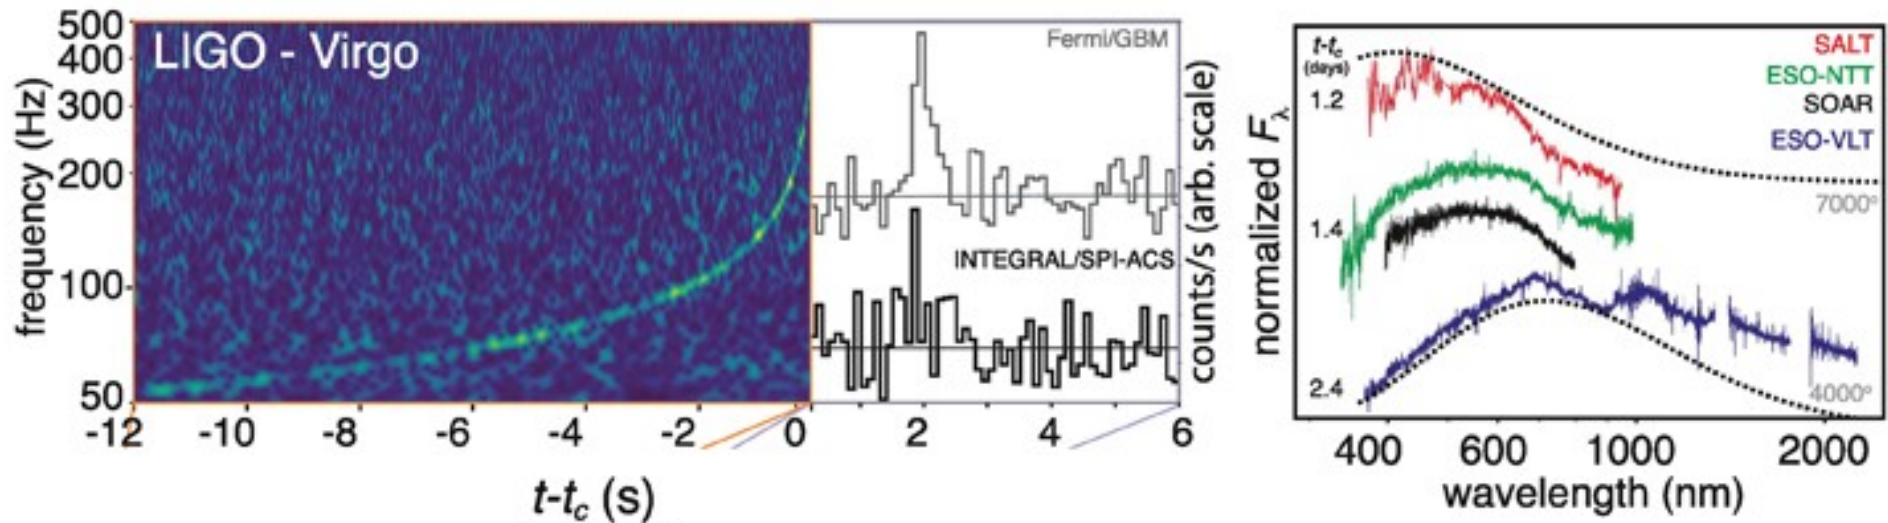 LIGO - Virgo
frequency (Hz)
500
400
300
200
100
50
-12 -10 -8 -6 -4 -2 0 2 4 6
t-tc (s)
Fermi/GBM
INTEGRAL/SPI-ACS
counts/s (arb. scale)
normalized Fλ
t-tc
(days)
1.2
1.4
2.4
SALT
ESO-NTT
SOAR
ESO-VLT
7000°
4000°
400 600 1000 2000
wavelength (nm)